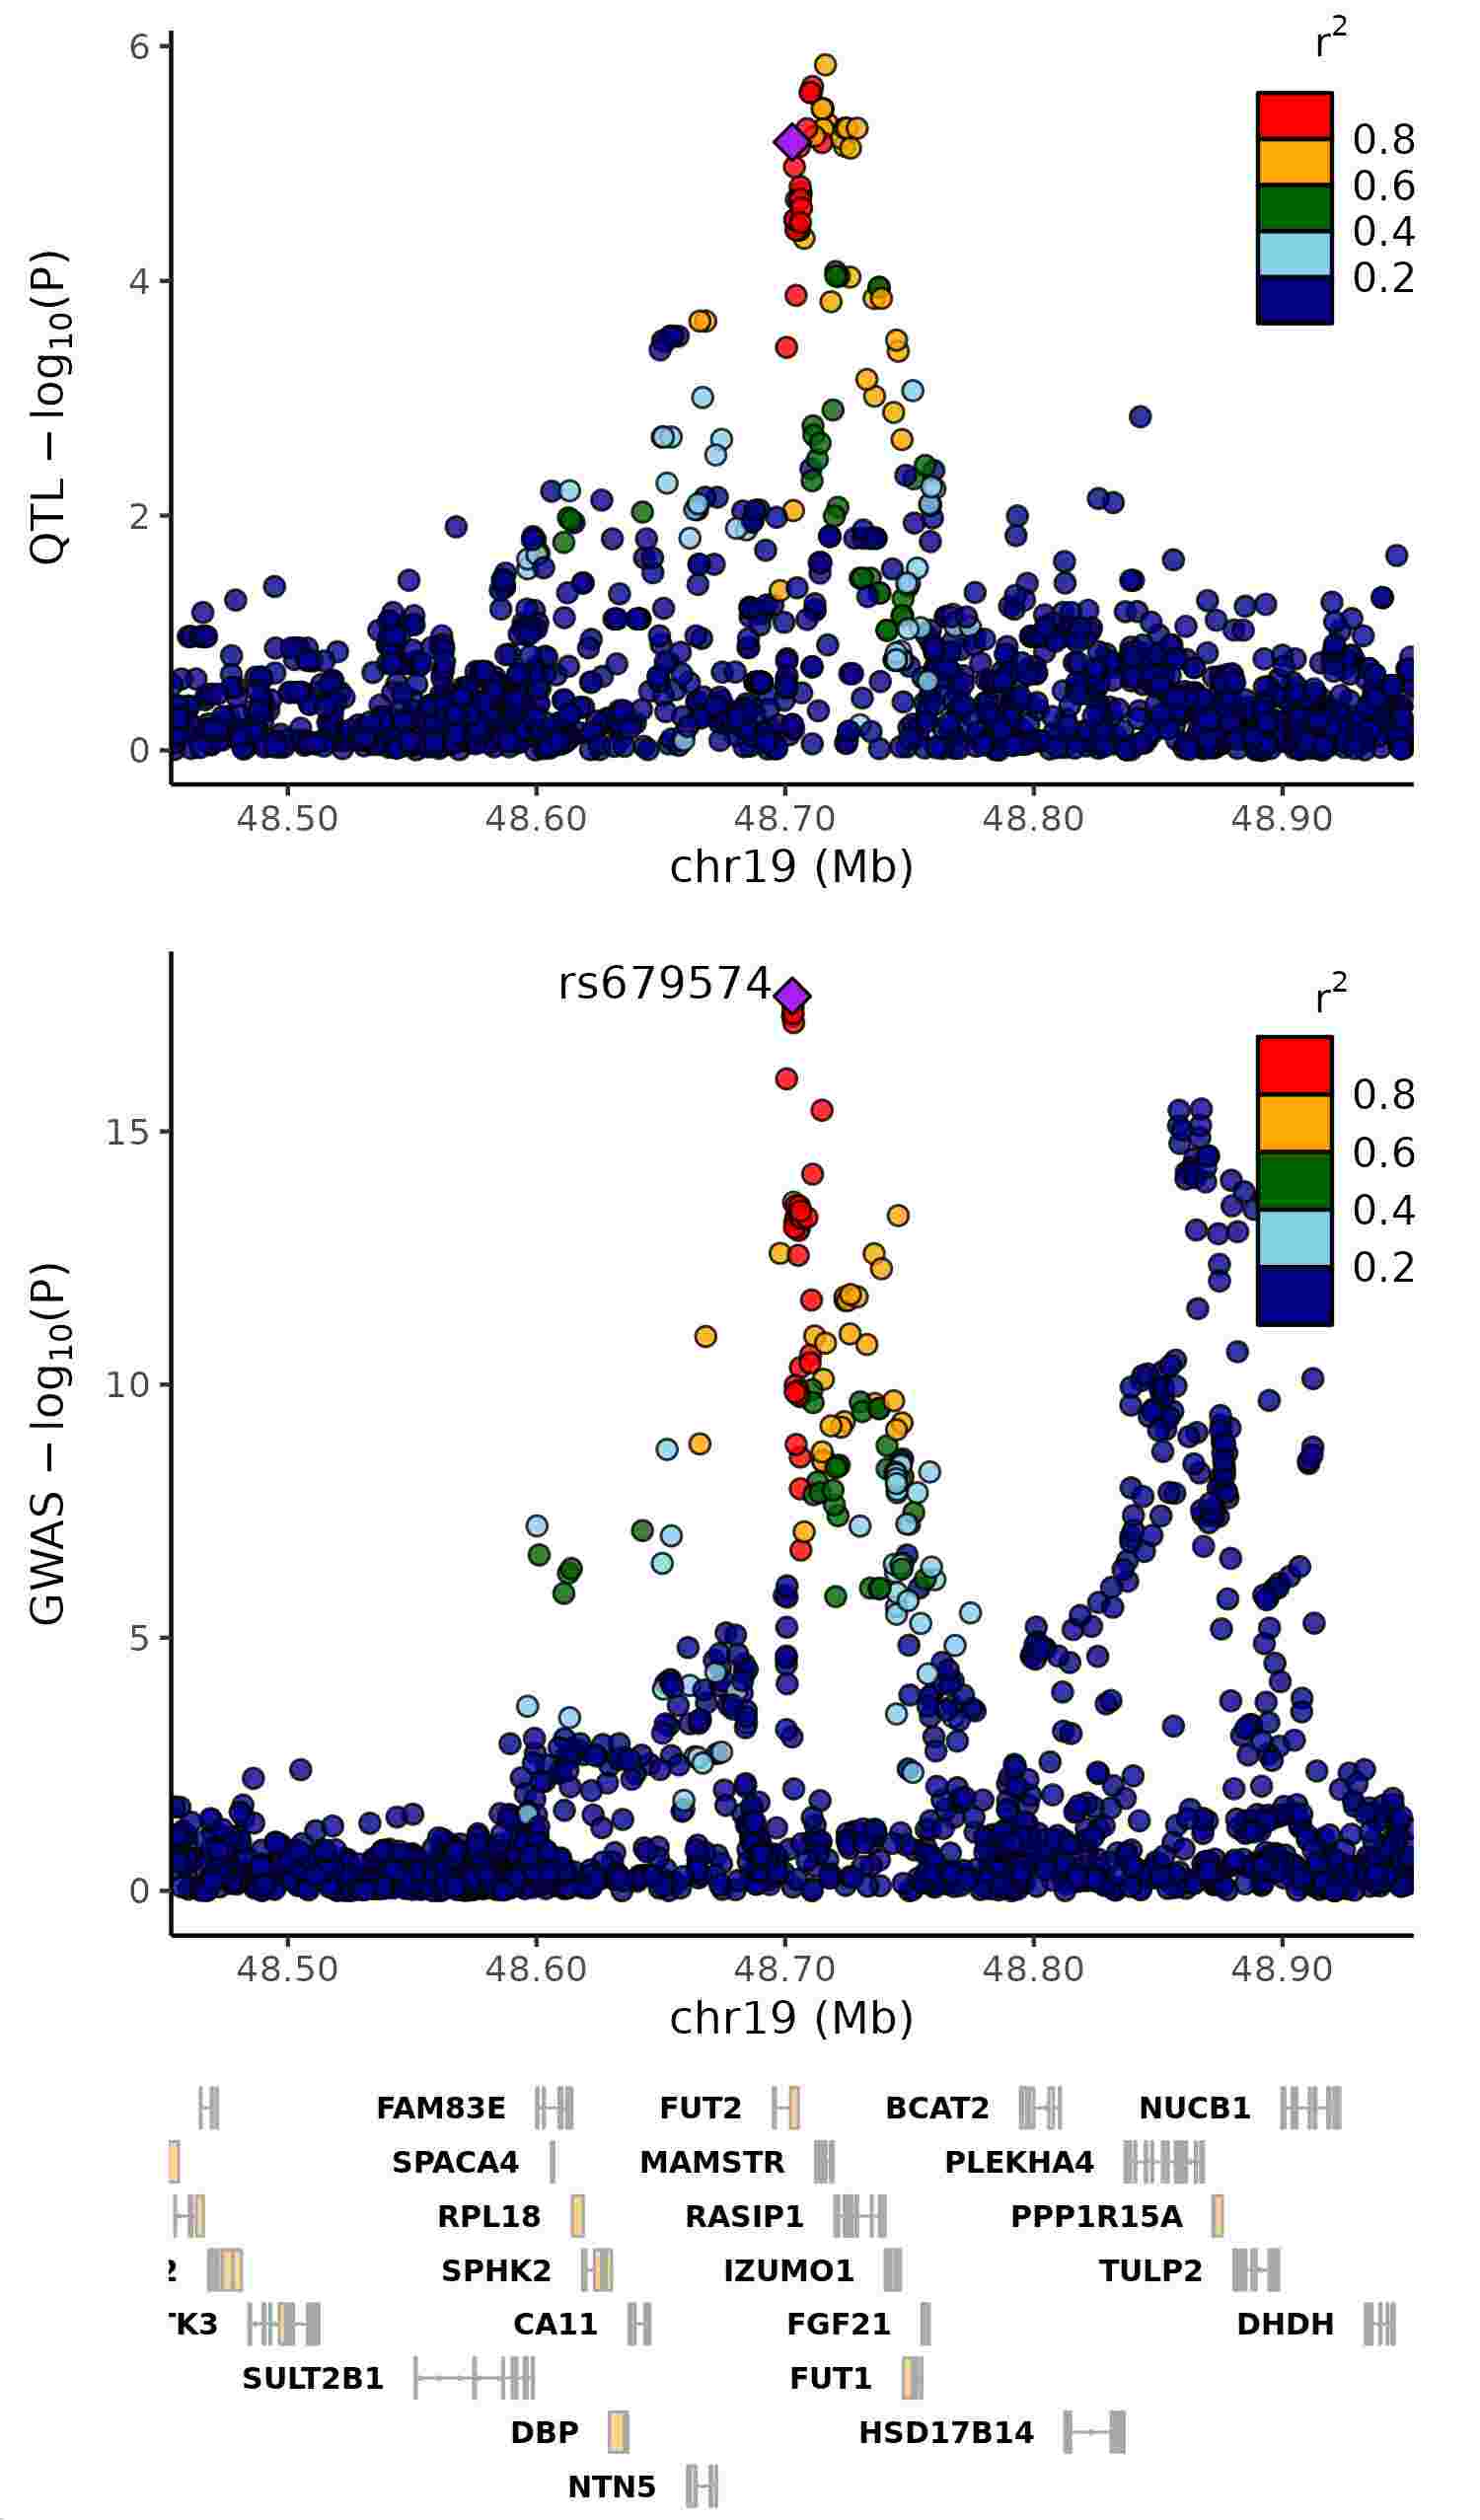 r²
6
4
2
0
QTL − log₁₀(P)
0.8
0.6
0.4
0.2
48.50 48.60 48.70 48.80 48.90
chr19 (Mb)
rs679574
r²
15
10
5
0
GWAS − log₁₀(P)
0.8
0.6
0.4
0.2
48.50 48.60 48.70 48.80 48.90
chr19 (Mb)
FAM83E FUT2 BCAT2 NUCB1
SPACA4 MAMSTR PLEKHA4
RPL18 RASIP1 PPP1R15A
2 SPHK2 IZUMO1 TULP2
TK3 CA11 FGF21 DHDH
SULT2B1 FUT1
DBP HSD17B14
NTN5